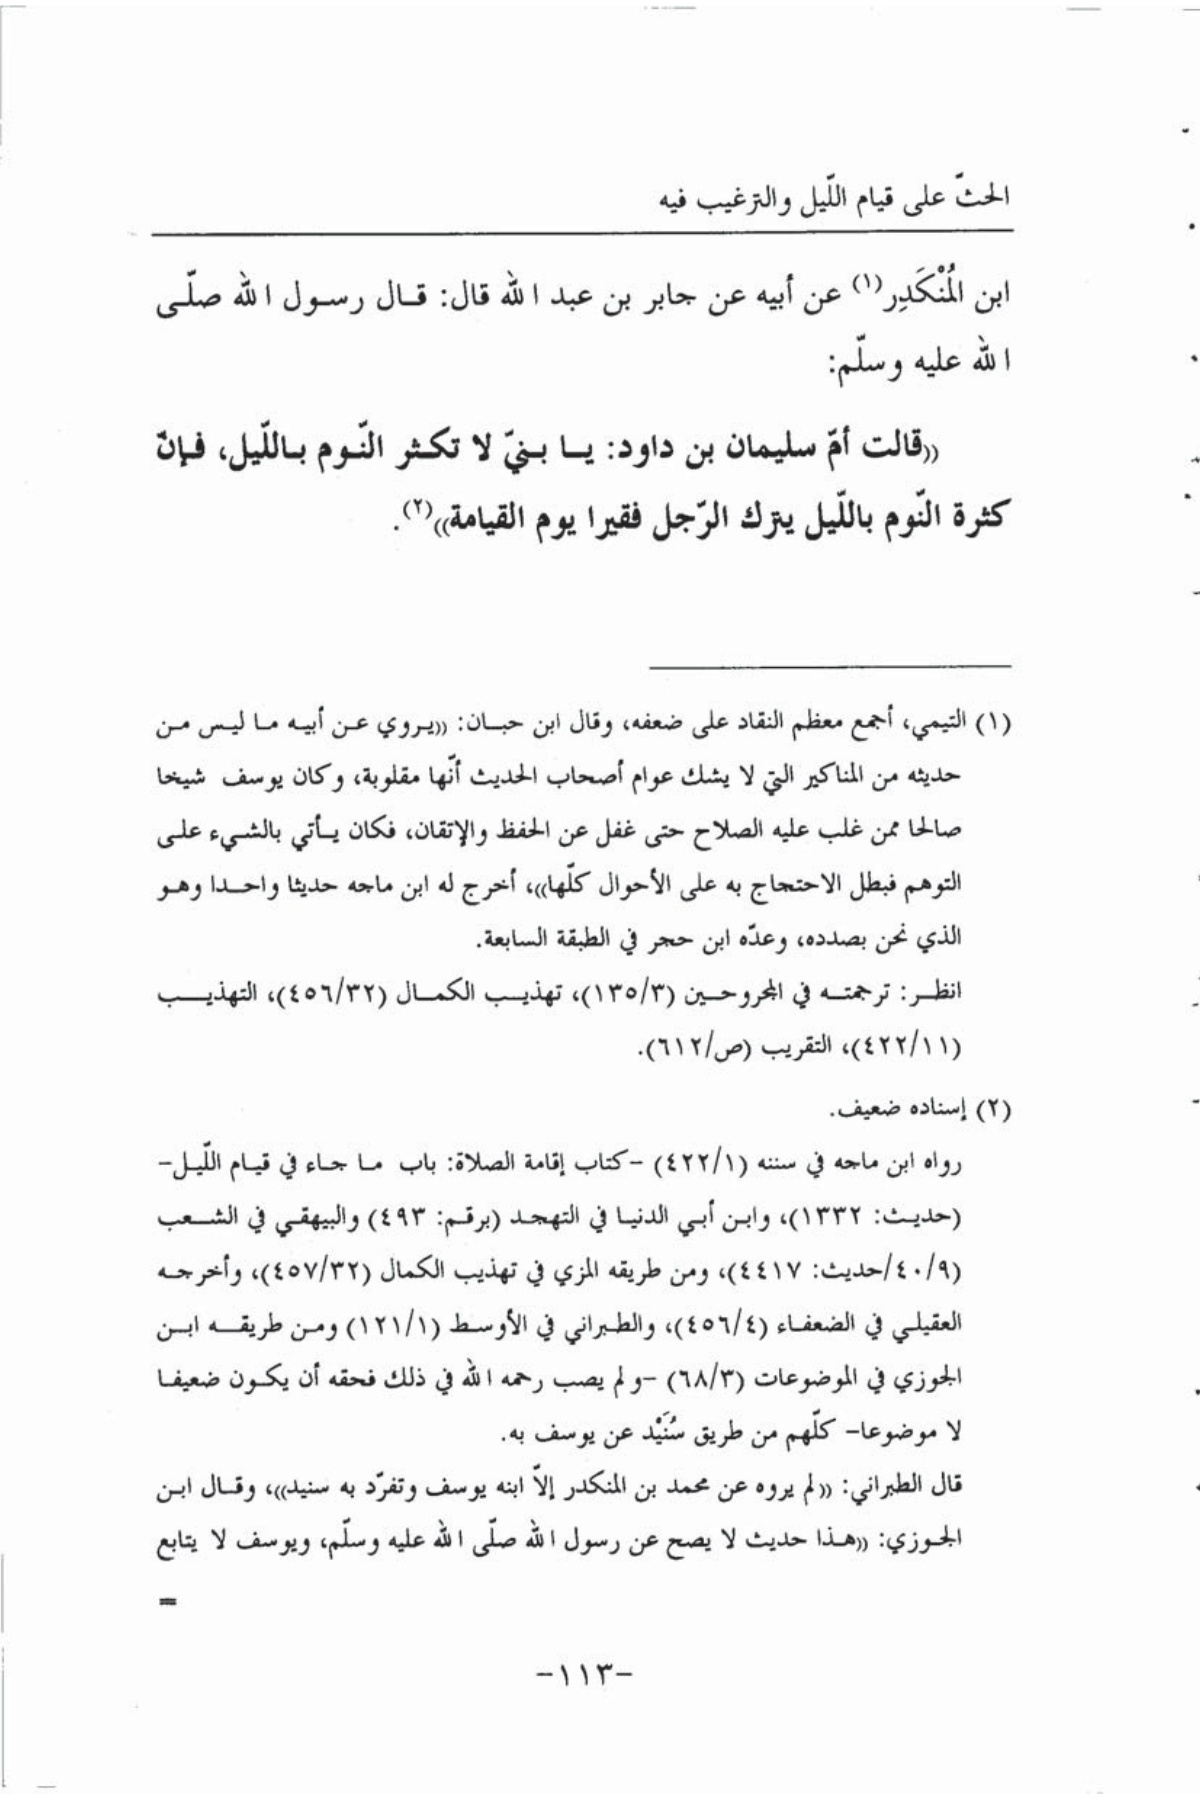 الحثّ على قيام اللّيل والترغيب فيه
ابن المُنْكَدِر(١) عن أبيه عن جابر بن عبد الله قال: قال رسول الله صلّى
الله عليه وسلّم:
((قالت أمّ سليمان بن داود: يا بنيّ لا تكثر النّوم باللّيل، فإنّ
كثرة النّوم باللّيل يترك الرّجل فقيرا يوم القيامة))(٢).
(١) التيمي، أجمع معظم النقاد على ضعفه، وقال ابن حبان: ((يروي عن أبيه ما ليس من
حديثه من المناكير التي لا يشك عوام أصحاب الحديث أنّها مقلوبة، وكان يوسف شيخا
صالحا ممن غلب عليه الصلاح حتى غفل عن الحفظ والإتقان، فكان يأتي بالشيء على
التوهم فبطل الاحتجاج به على الأحوال كلّها))، أخرج له ابن ماجه حديثا واحدا وهو
الذي نحن بصدده، وعدّه ابن حجر في الطبقة السابعة.
انظر: ترجمته في المجروحين (١٣٥/٣)، تهذيب الكمال (٤٥٦/٣٢)، التهذيب
(٤٢٢/١١)، التقريب (ص/٦١٢).
(٢) إسناده ضعيف.
رواه ابن ماجه في سننه (٤٢٢/١) -كتاب إقامة الصلاة: باب ما جاء في قيام اللّيل-
(حديث: ١٣٣٢)، وابن أبي الدنيا في التهجد (برقم: ٤٩٣) والبيهقي في الشعب
(٤٠/٩/حديث: ٤٤١٧)، ومن طريقه المزي في تهذيب الكمال (٤٥٧/٣٢)، وأخرجه
العقيلي في الضعفاء (٤٥٦/٤)، والطبراني في الأوسط (١٢١/١) ومن طريقه ابن
الجوزي في الموضوعات (٦٨/٣) -ولم يصب رحمه الله في ذلك فحقه أن يكون ضعيفا
لا موضوعا- كلّهم من طريق سُنَيْد عن يوسف به.
قال الطبراني: ((لم يروه عن محمد بن المنكدر إلاّ ابنه يوسف وتفرّد به سنيد))، وقال ابن
الجوزي: ((هذا حديث لا يصح عن رسول الله صلّى الله عليه وسلّم، ويوسف لا يتابع
=
-١١٣-